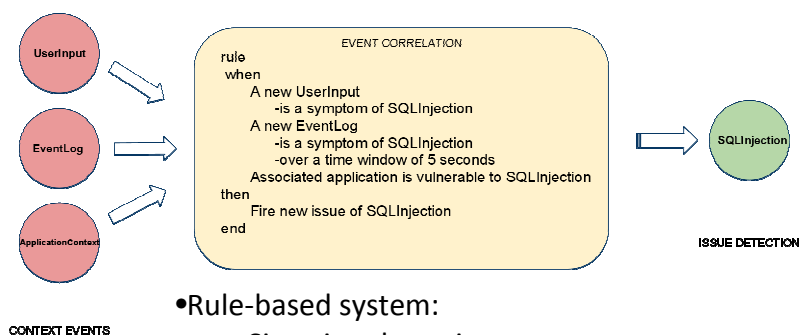 UserInput
EventLog
ApplicationContext
CONTEXT EVENTS
EVENT CORRELATION
rule
when
A new UserInput
-is a symptom of SQLInjection
A new EventLog
-is a symptom of SQLInjection
-over a time window of 5 seconds
Associated application is vulnerable to SQLInjection
then
Fire new issue of SQLInjection
end
SQLInjection
ISSUE DETECTION
•Rule-based system: